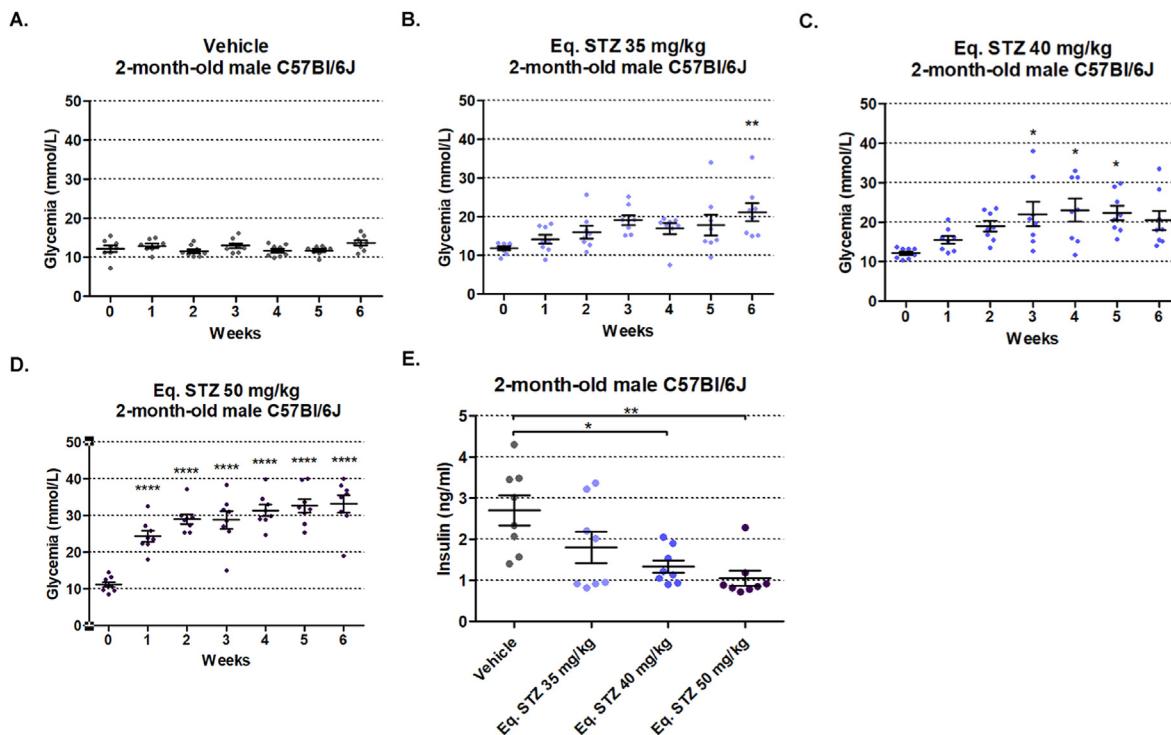 A.
Vehicle
2-month-old male C57Bl/6J
Glycemia (mmol/L)
50
40
30
20
10
0
0 1 2 3 4 5 6
Weeks
B.
Eq. STZ 35 mg/kg
2-month-old male C57Bl/6J
Glycemia (mmol/L)
50
40
30
20
10
0
**
0 1 2 3 4 5 6
Weeks
C.
Eq. STZ 40 mg/kg
2-month-old male C57Bl/6J
Glycemia (mmol/L)
50
40
30
20
10
0
* * *
0 1 2 3 4 5 6
Weeks
D.
Eq. STZ 50 mg/kg
2-month-old male C57Bl/6J
Glycemia (mmol/L)
50
40
30
20
10
0
**** **** **** **** **** ****
0 1 2 3 4 5 6
Weeks
E.
2-month-old male C57Bl/6J
Insulin (ng/ml)
5
4
3
2
1
0
**
*
Vehicle
Eq. STZ 35 mg/kg
Eq. STZ 40 mg/kg
Eq. STZ 50 mg/kg